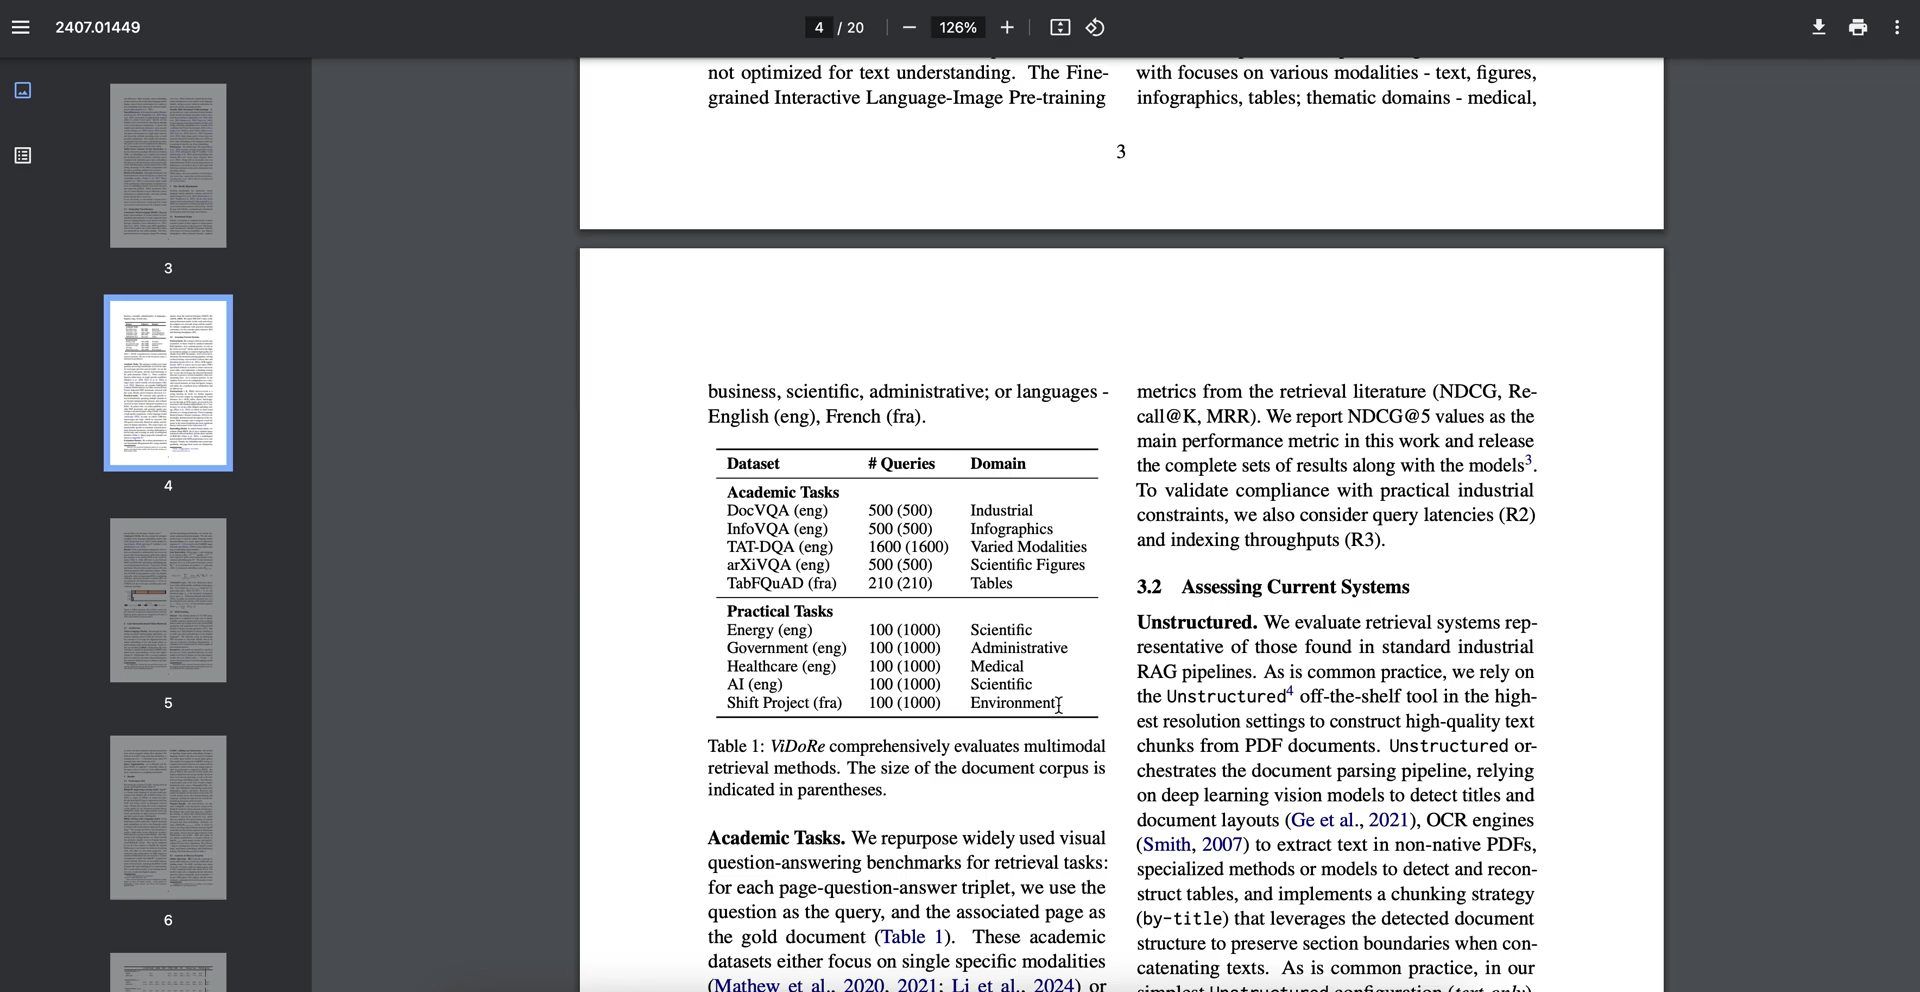 2407.01449
4 / 20
126%
3
4
5
6
not optimized for text understanding. The Fine-
grained Interactive Language-Image Pre-training
with focuses on various modalities - text, figures,
infographics, tables; thematic domains - medical,
3
business, scientific, administrative; or languages -
English (eng), French (fra).
Dataset # Queries Domain
Academic Tasks
DocVQA (eng) 500 (500) Industrial
InfoVQA (eng) 500 (500) Infographics
TAT-DQA (eng) 1600 (1600) Varied Modalities
arXiVQA (eng) 500 (500) Scientific Figures
TabFQuAD (fra) 210 (210) Tables
Practical Tasks
Energy (eng) 100 (1000) Scientific
Government (eng) 100 (1000) Administrative
Healthcare (eng) 100 (1000) Medical
AI (eng) 100 (1000) Scientific
Shift Project (fra) 100 (1000) Environment
Table 1: ViDoRe comprehensively evaluates multimodal
retrieval methods. The size of the document corpus is
indicated in parentheses.
Academic Tasks. We repurpose widely used visual
question-answering benchmarks for retrieval tasks:
for each page-question-answer triplet, we use the
question as the query, and the associated page as
the gold document (Table 1). These academic
datasets either focus on single specific modalities
(Mathew et al., 2020, 2021; Li et al., 2024) or
metrics from the retrieval literature (NDCG, Re-
call@K, MRR). We report NDCG@5 values as the
main performance metric in this work and release
the complete sets of results along with the models3.
To validate compliance with practical industrial
constraints, we also consider query latencies (R2)
and indexing throughputs (R3).
3.2 Assessing Current Systems
Unstructured. We evaluate retrieval systems rep-
resentative of those found in standard industrial
RAG pipelines. As is common practice, we rely on
the Unstructured4 off-the-shelf tool in the high-
est resolution settings to construct high-quality text
chunks from PDF documents. Unstructured or-
chestrates the document parsing pipeline, relying
on deep learning vision models to detect titles and
document layouts (Ge et al., 2021), OCR engines
(Smith, 2007) to extract text in non-native PDFs,
specialized methods or models to detect and recon-
struct tables, and implements a chunking strategy
(by-title) that leverages the detected document
structure to preserve section boundaries when con-
catenating texts. As is common practice, in our
simplest Unstructured configuration (text-only),